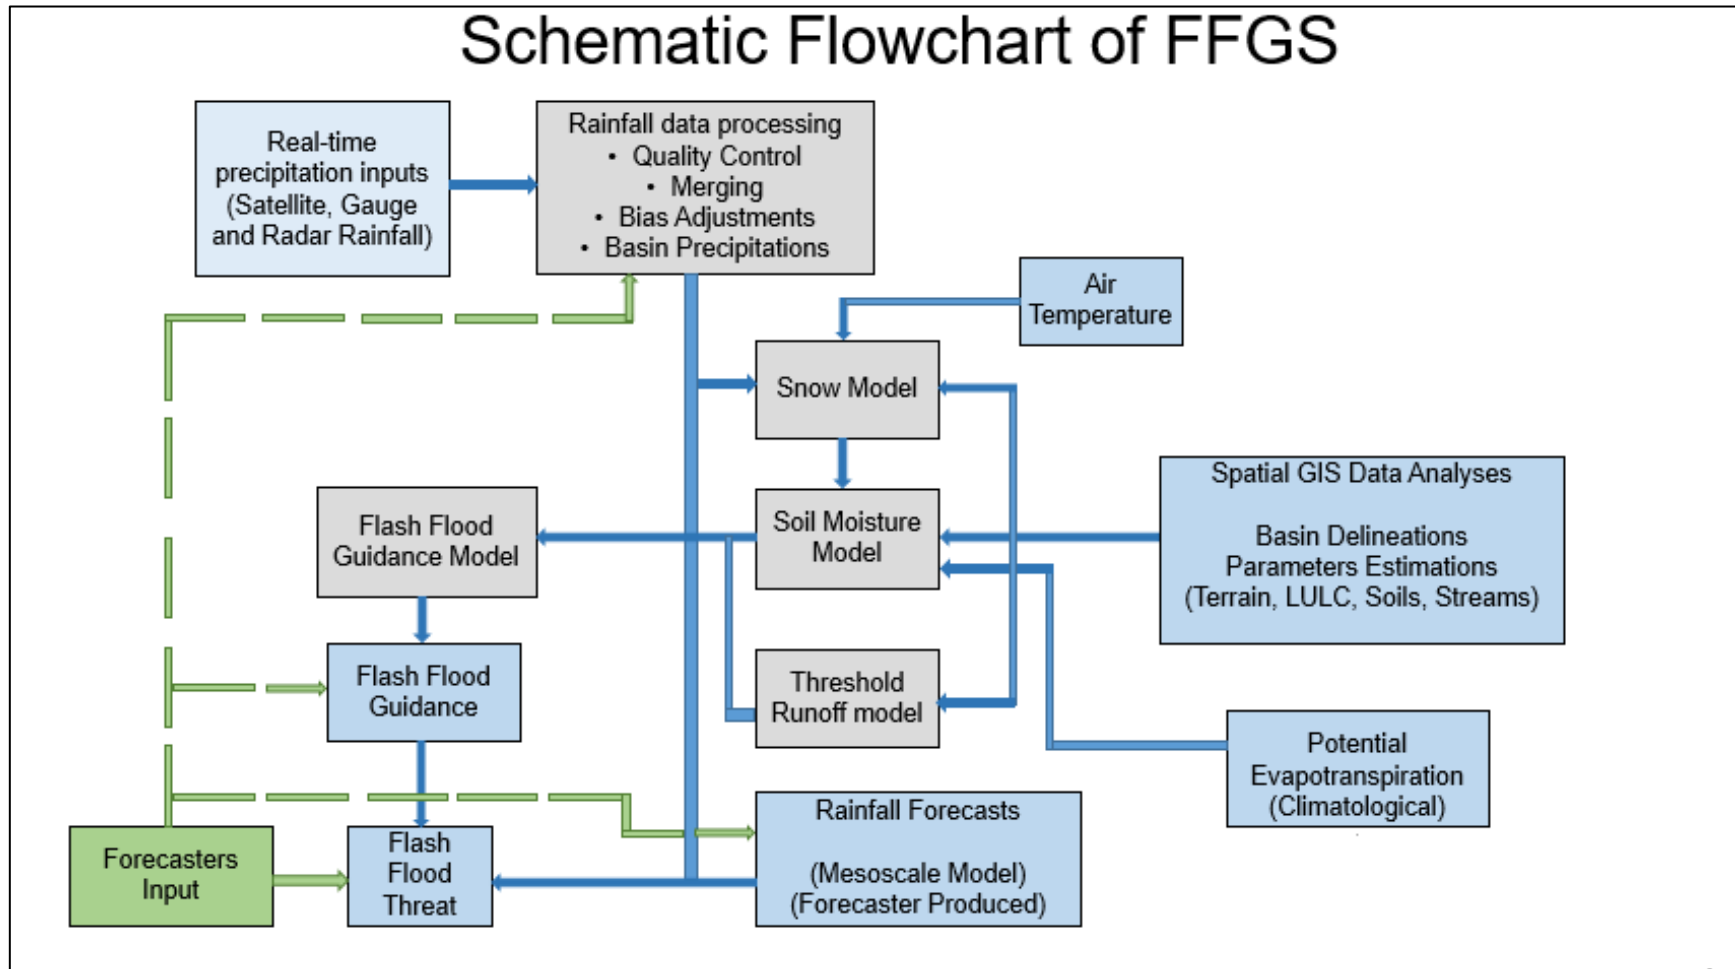 Schematic Flowchart of FFGS
Real-time
precipitation inputs
(Satellite, Gauge
and Radar Rainfall)
Rainfall data processing
• Quality Control
• Merging
• Bias Adjustments
• Basin Precipitations
Air
Temperature
Snow Model
Spatial GIS Data Analyses
Basin Delineations
Parameters Estimations
(Terrain, LULC, Soils, Streams)
Flash Flood
Guidance Model
Soil Moisture
Model
Flash Flood
Guidance
Threshold
Runoff model
Potential
Evapotranspiration
(Climatological)
Forecasters
Input
Flash
Flood
Threat
Rainfall Forecasts
(Mesoscale Model)
(Forecaster Produced)